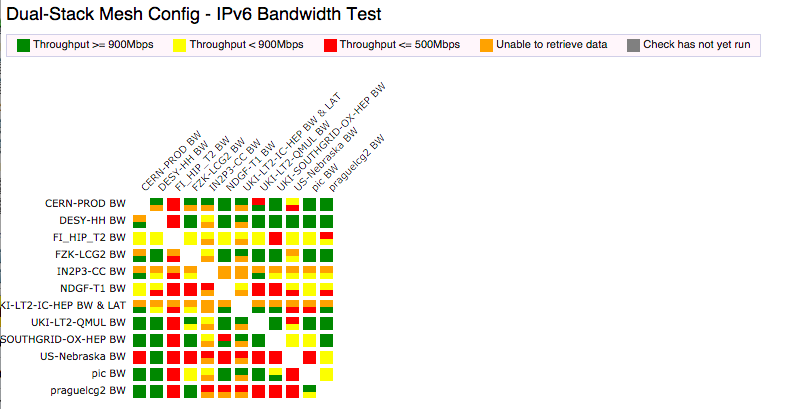 Dual-Stack Mesh Config - IPv6 Bandwidth Test
Throughput >= 900Mbps Throughput < 900Mbps Throughput <= 500Mbps Unable to retrieve data Check has not yet run
CERN-PROD BW
DESY-HH BW
FI_HIP_T2 BW
FZK-LCG2 BW
IN2P3-CC BW
NDGF-T1 BW
UKI-LT2-IC-HEP BW & LAT
UKI-LT2-QMUL BW
UKI-SOUTHGRID-OX-HEP BW
US-Nebraska BW
pic BW
praguelcg2 BW
CERN-PROD BW
DESY-HH BW
FI_HIP_T2 BW
FZK-LCG2 BW
IN2P3-CC BW
NDGF-T1 BW
KI-LT2-IC-HEP BW & LAT
UKI-LT2-QMUL BW
SOUTHGRID-OX-HEP BW
US-Nebraska BW
pic BW
praguelcg2 BW